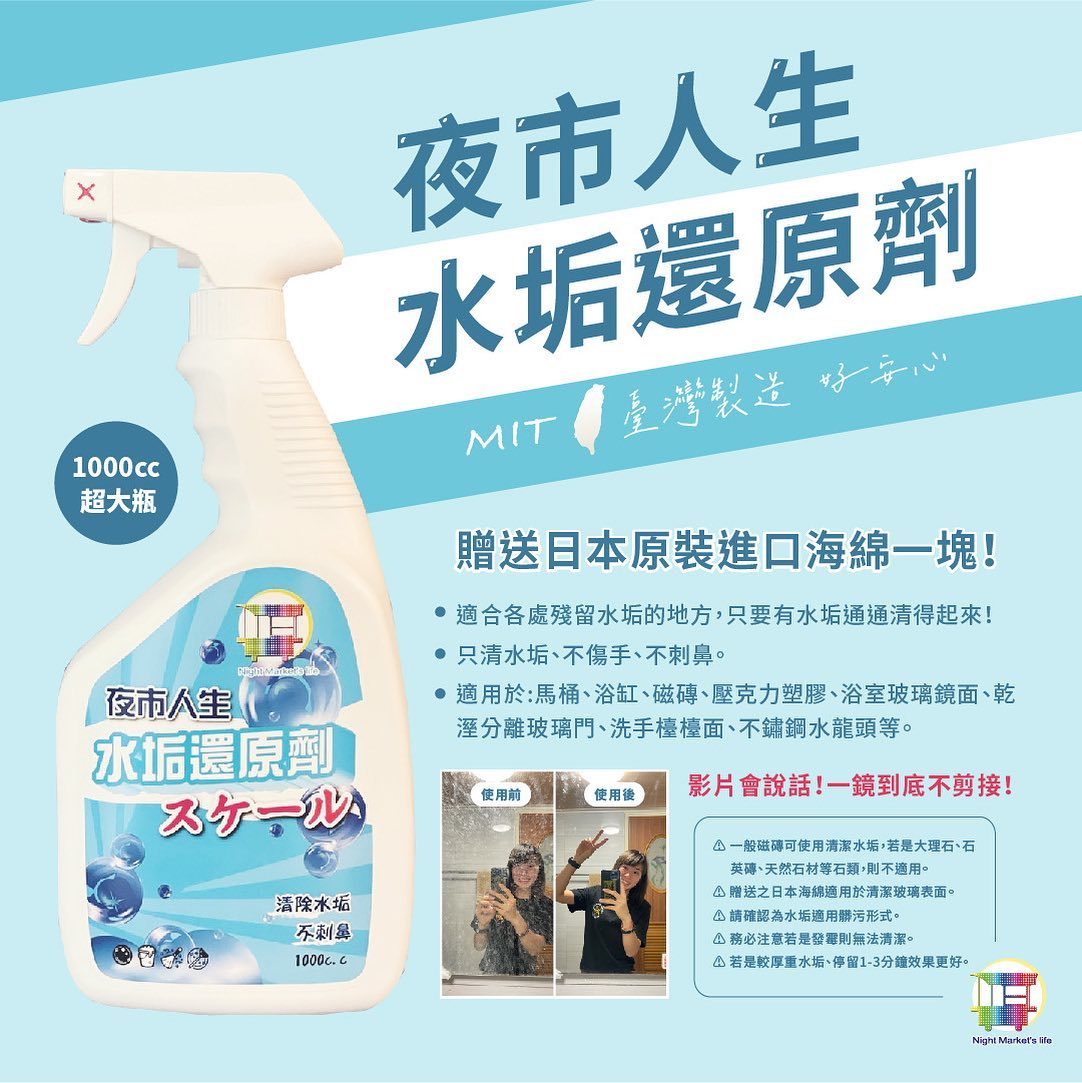 夜市人生
水垢還原劑
MIT 臺灣製造 好安心
1000cc
超大瓶
贈送日本原裝進口海綿一塊!
● 適合各處殘留水垢的地方,只要有水垢通通清得起來!
● 只清水垢、不傷手、不刺鼻。
● 適用於:馬桶、浴缸、磁磚、壓克力塑膠、浴室玻璃鏡面、乾
溼分離玻璃門、洗手檯檯面、不鏽鋼水龍頭等。
Night Market's life
夜市人生
水垢還原劑
スケール
清除水垢
不刺鼻
1000c.c
使用前
使用後
影片會說話!一鏡到底不剪接!
⚠ 一般磁磚可使用清潔水垢,若是大理石、石
英磚、天然石材等石類,則不適用。
⚠ 贈送之日本海綿適用於清潔玻璃表面。
⚠ 請確認為水垢適用髒污形式。
⚠ 務必注意若是發霉則無法清潔。
⚠ 若是較厚重水垢、停留1-3分鐘效果更好。
Night Market's life